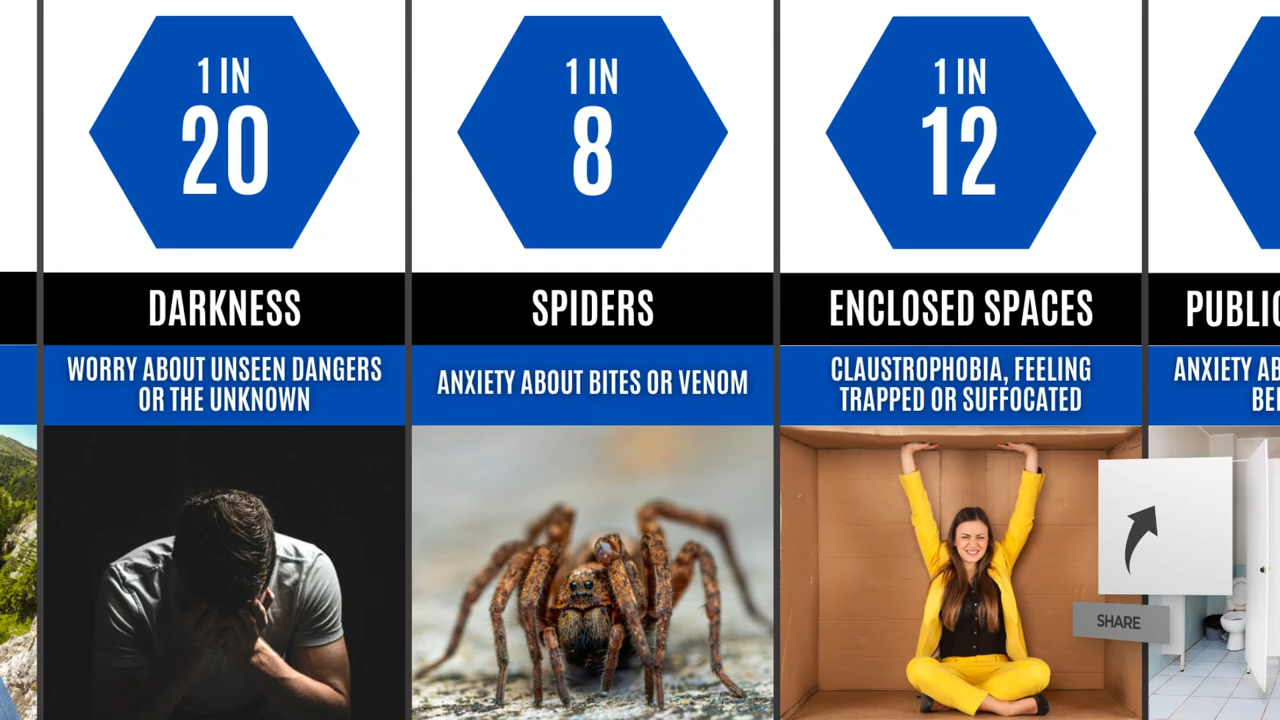 1 IN
20
DARKNESS
WORRY ABOUT UNSEEN DANGERS
OR THE UNKNOWN
1 IN
8
SPIDERS
ANXIETY ABOUT BITES OR VENOM
1 IN
12
ENCLOSED SPACES
CLAUSTROPHOBIA, FEELING
TRAPPED OR SUFFOCATED
PUBLIC
ANXIETY
SHARE